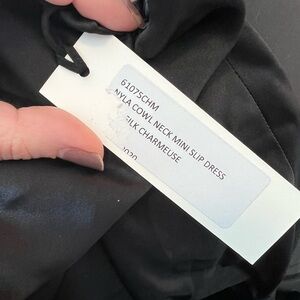 61075CHM
NYLA COWL NECK MINI SLIP DRESS
SILK CHARMEUSE